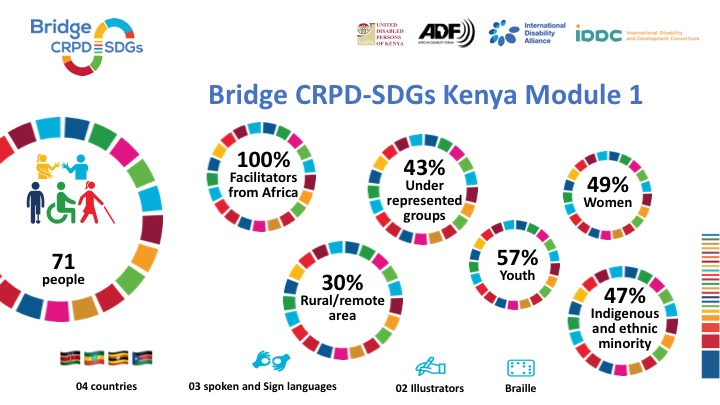 Bridge
CRPD SDGs
UNITED
DISABLED
PERSONS
OF KENYA
ADF
AFRICAN DISABILITY FORUM
International
Disability
Alliance
iDDC
International Disability
and Development Consortium
Bridge CRPD-SDGs Kenya Module 1
71
people
100%
Facilitators
from Africa
43%
Under
represented
groups
49%
Women
30%
Rural/remote
area
57%
Youth
47%
Indigenous
and ethnic
minority
04 countries
03 spoken and Sign languages
02 Illustrators
Braille